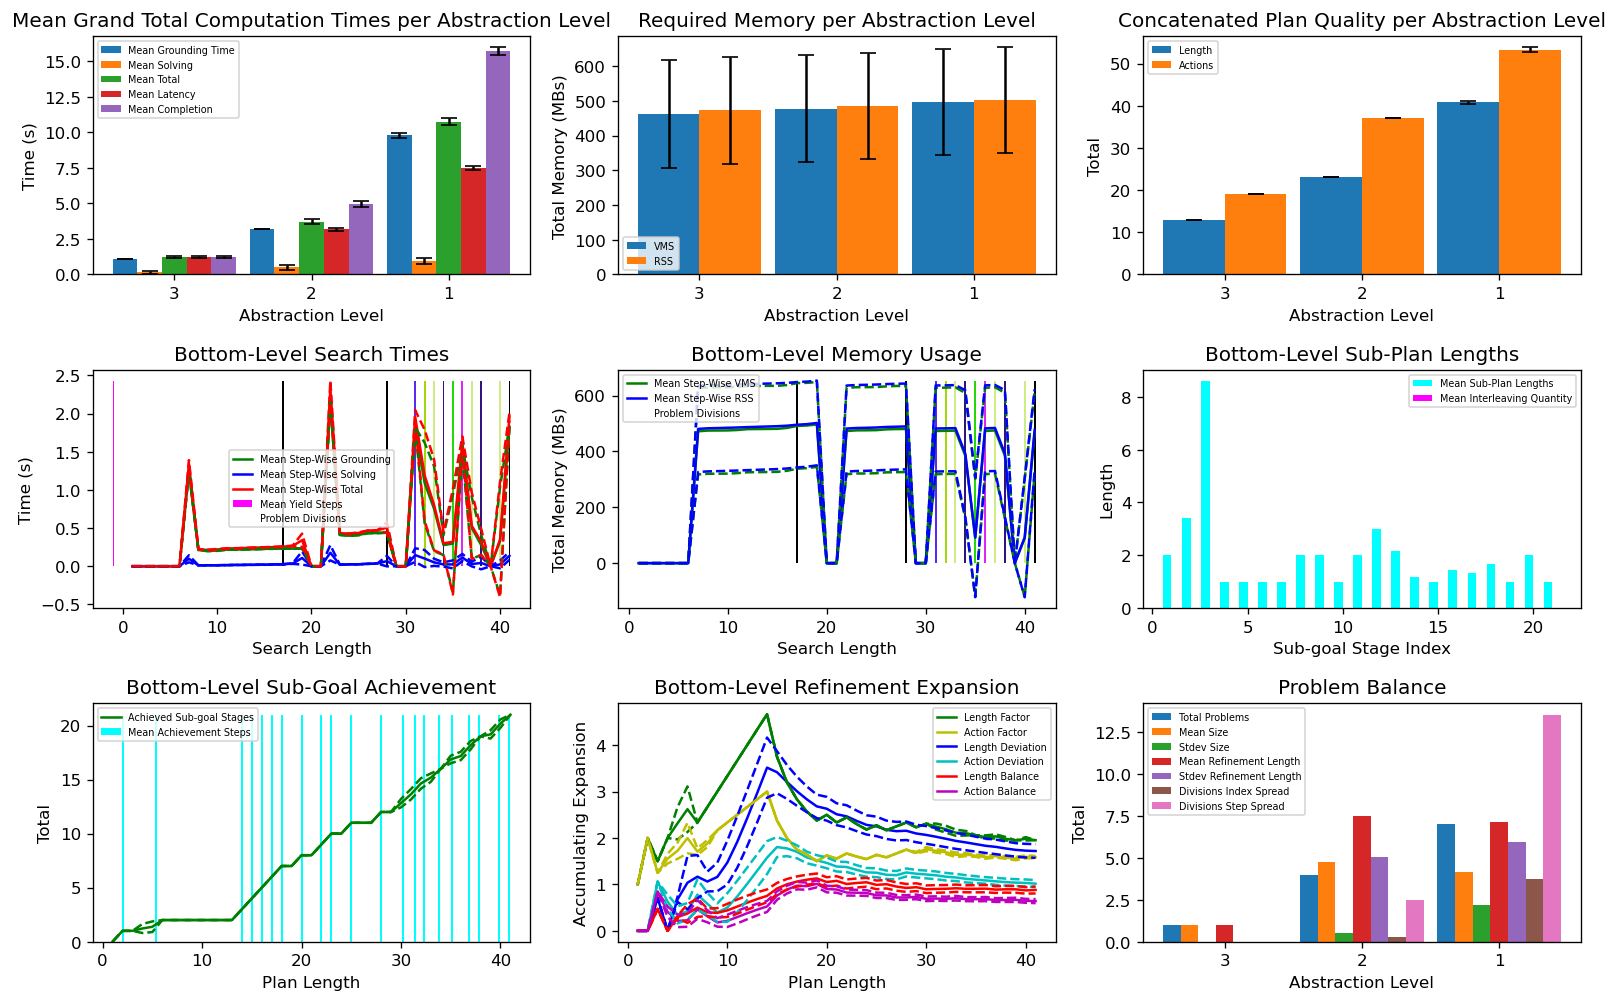 Mean Grand Total Computation Times per Abstraction Level
Time (s)
15.0
12.5
10.0
7.5
5.0
2.5
0.0
Mean Grounding Time
Mean Solving
Mean Total
Mean Latency
Mean Completion
3 2 1
Abstraction Level
Required Memory per Abstraction Level
Total Memory (MBs)
600
500
400
300
200
100
0
VMS
RSS
3 2 1
Abstraction Level
Concatenated Plan Quality per Abstraction Level
Total
50
40
30
20
10
0
Length
Actions
3 2 1
Abstraction Level
Bottom-Level Search Times
Time (s)
2.5
2.0
1.5
1.0
0.5
0.0
−0.5
Mean Step-Wise Grounding
Mean Step-Wise Solving
Mean Step-Wise Total
Mean Yield Steps
Problem Divisions
0 10 20 30 40
Search Length
Bottom-Level Memory Usage
Total Memory (MBs)
600
400
200
0
Mean Step-Wise VMS
Mean Step-Wise RSS
Problem Divisions
0 10 20 30 40
Search Length
Bottom-Level Sub-Plan Lengths
Length
8
6
4
2
0
Mean Sub-Plan Lengths
Mean Interleaving Quantity
0 5 10 15 20
Sub-goal Stage Index
Bottom-Level Sub-Goal Achievement
Total
20
15
10
5
0
Achieved Sub-goal Stages
Mean Achievement Steps
0 10 20 30 40
Plan Length
Bottom-Level Refinement Expansion
Accumulating Expansion
4
3
2
1
0
Length Factor
Action Factor
Length Deviation
Action Deviation
Length Balance
Action Balance
0 10 20 30 40
Plan Length
Problem Balance
Total
12.5
10.0
7.5
5.0
2.5
0.0
Total Problems
Mean Size
Stdev Size
Mean Refinement Length
Stdev Refinement Length
Divisions Index Spread
Divisions Step Spread
3 2 1
Abstraction Level